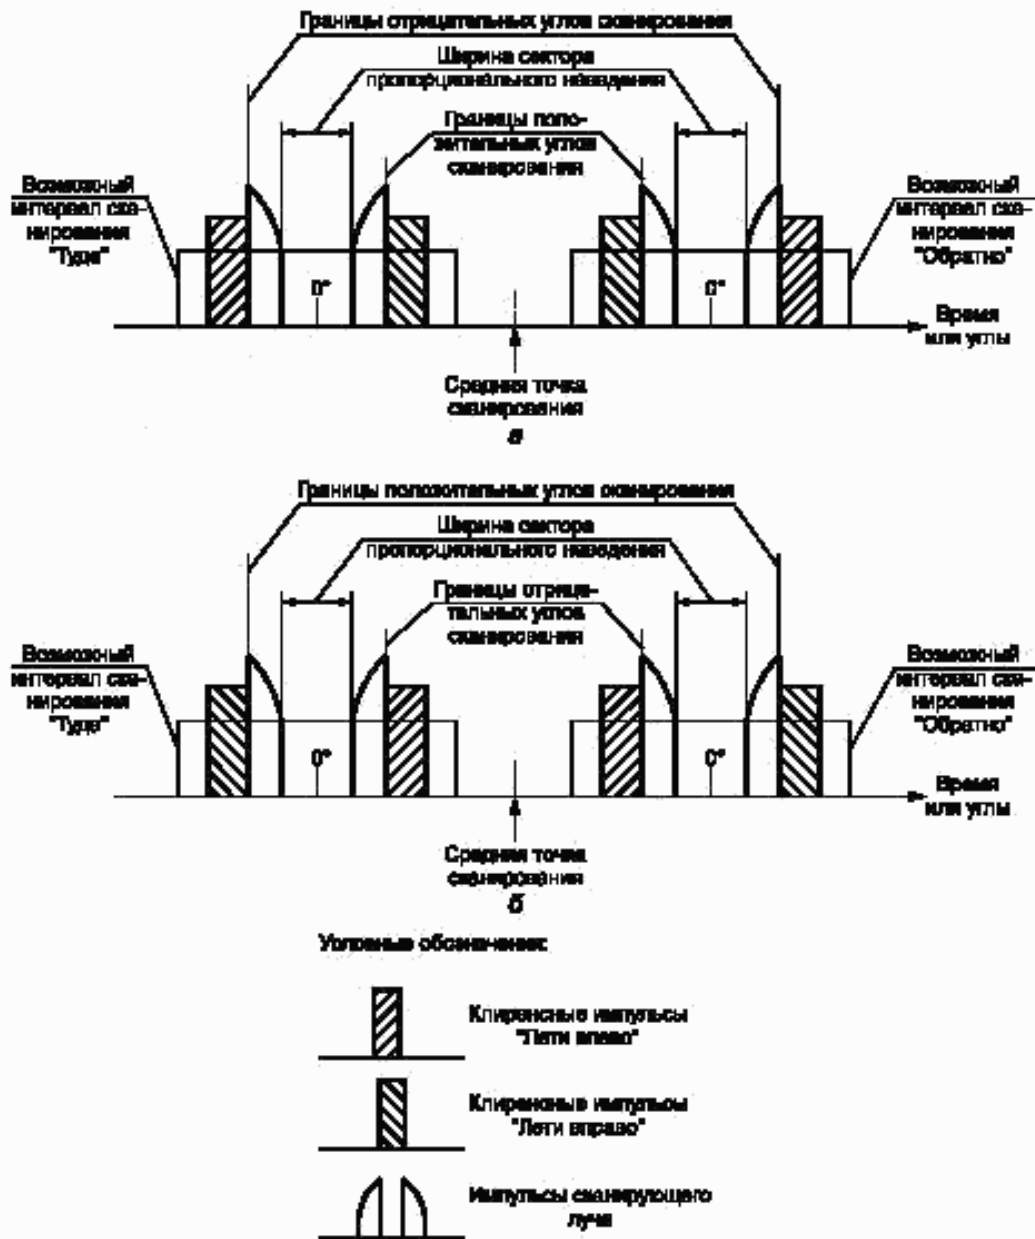 Границы отрицательных углов сканирования
Ширина сектора
пропорционального наведения
Границы поло-
жительных углов
сканирования
Возможный
интервал ска-
нирования
"Туда"
Возможный
интервал ска-
нирования
"Обратно"
0°
0°
Время
или углы
Средняя точка
сканирования
а
Границы положительных углов сканирования
Ширина сектора
пропорционального наведения
Границы отрица-
тельных углов
сканирования
Возможный
интервал ска-
нирования
"Туда"
Возможный
интервал ска-
нирования
"Обратно"
0°
0°
Время
или углы
Средняя точка
сканирования
б
Условные обозначения:
Клиренсные импульсы
"Лети влево"
Клиренсные импульсы
"Лети вправо"
Импульсы сканирующего
луча